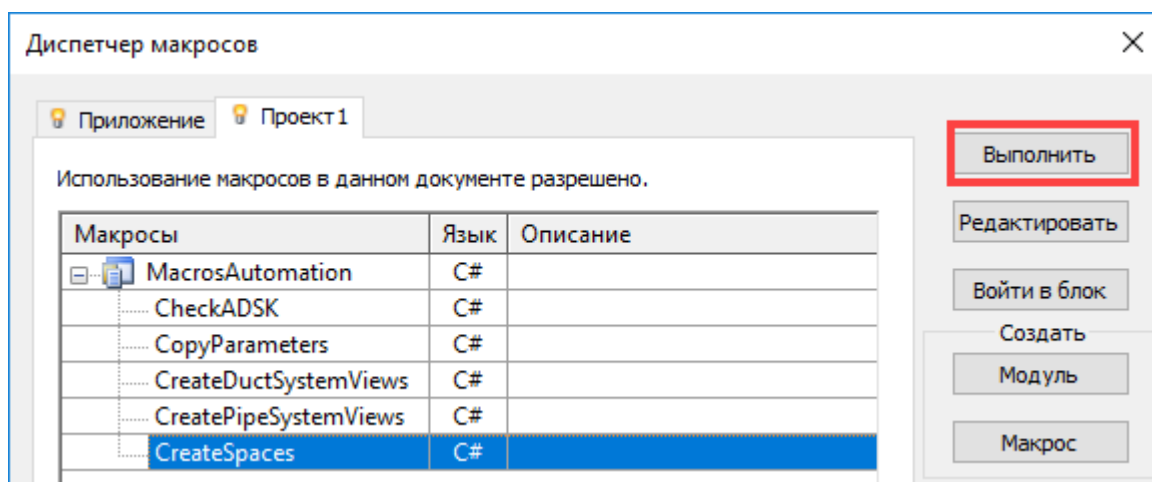 Диспетчер макросов
Приложение
Проект1
Использование макросов в данном документе разрешено.
Макросы Язык Описание
MacrosAutomation C#
CheckADSK C#
CopyParameters C#
CreateDuctSystemViews C#
CreatePipeSystemViews C#
CreateSpaces C#
Выполнить
Редактировать
Войти в блок
Создать
Модуль
Макрос